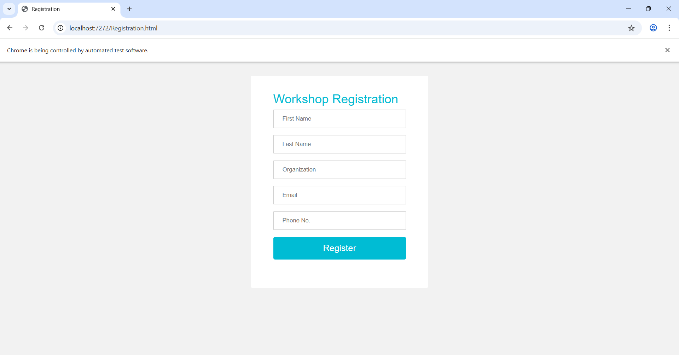 Registration
localhost:7272/Registration.html
Chrome is being controlled by automated test software.
Workshop Registration
First Name
Last Name
Organization
Email
Phone No.
Register